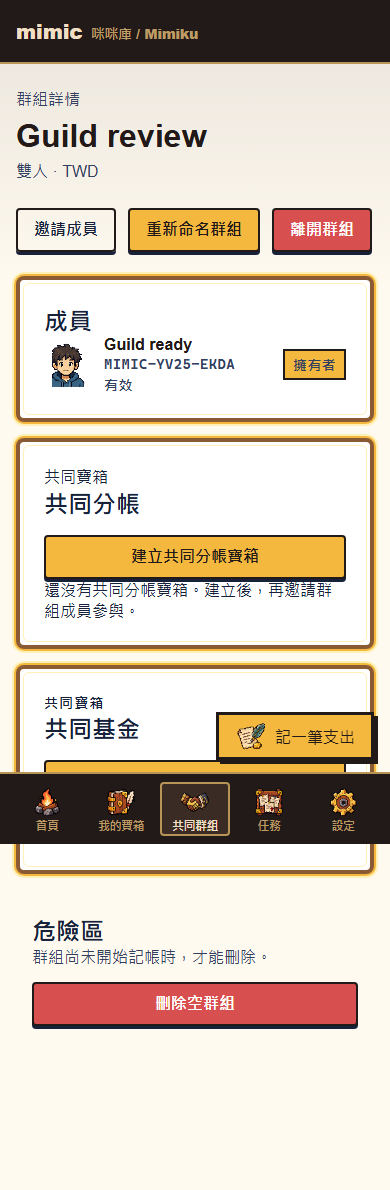 mimic 咪咪庫 / Mimiku
群組詳情
Guild review
雙人 · TWD
邀請成員
重新命名群組
離開群組
成員
Guild ready
MIMIC-YV25-EKDA
有效
擁有者
共同寶箱
共同分帳
建立共同分帳寶箱
還沒有共同分帳寶箱。建立後，再邀請群
組成員參與。
共同寶箱
共同基金
記一筆支出
首頁
我的寶箱
共同群組
任務
設定
危險區
群組尚未開始記帳時，才能刪除。
刪除空群組